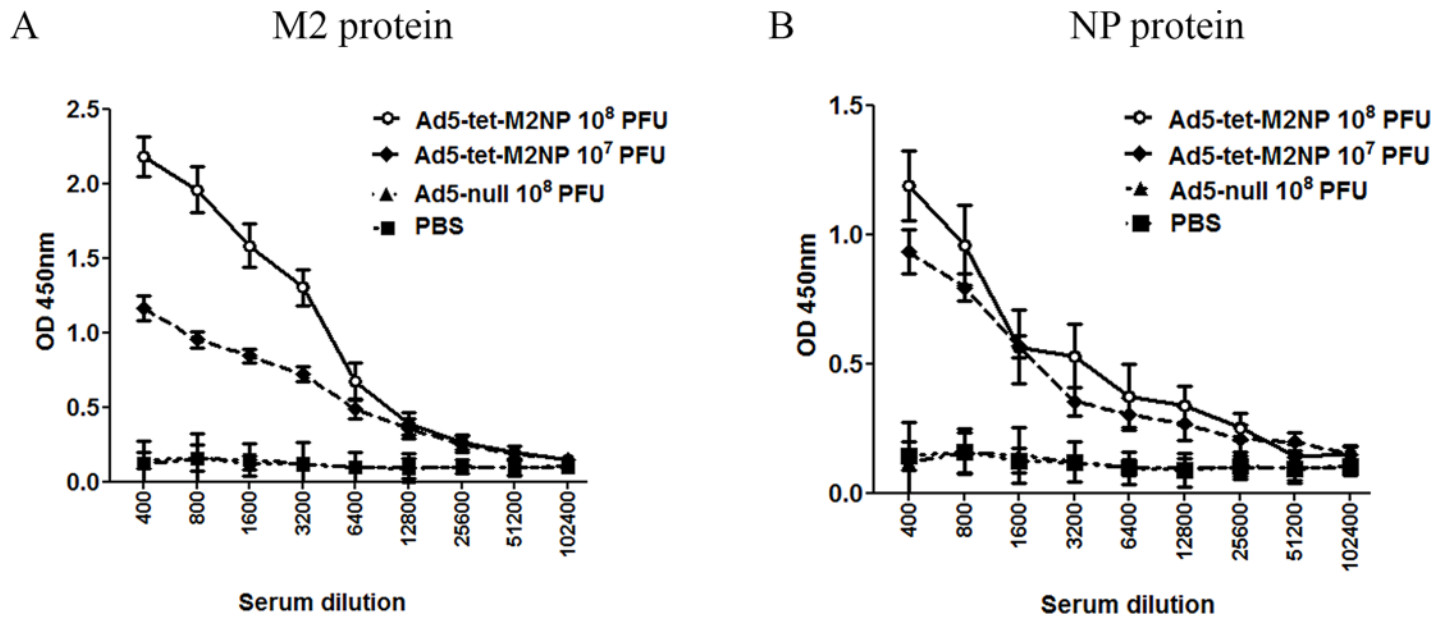 A
M2 protein
2.5
2.0
1.5
1.0
0.5
0.0
OD 450nm
Ad5-tet-M2NP 10⁸ PFU
Ad5-tet-M2NP 10⁷ PFU
Ad5-null 10⁸ PFU
PBS
400
800
1600
3200
6400
12800
25600
51200
102400
Serum dilution
B
NP protein
1.5
1.0
0.5
0.0
OD 450nm
Ad5-tet-M2NP 10⁸ PFU
Ad5-tet-M2NP 10⁷ PFU
Ad5-null 10⁸ PFU
PBS
400
800
1600
3200
6400
12800
25600
51200
102400
Serum dilution